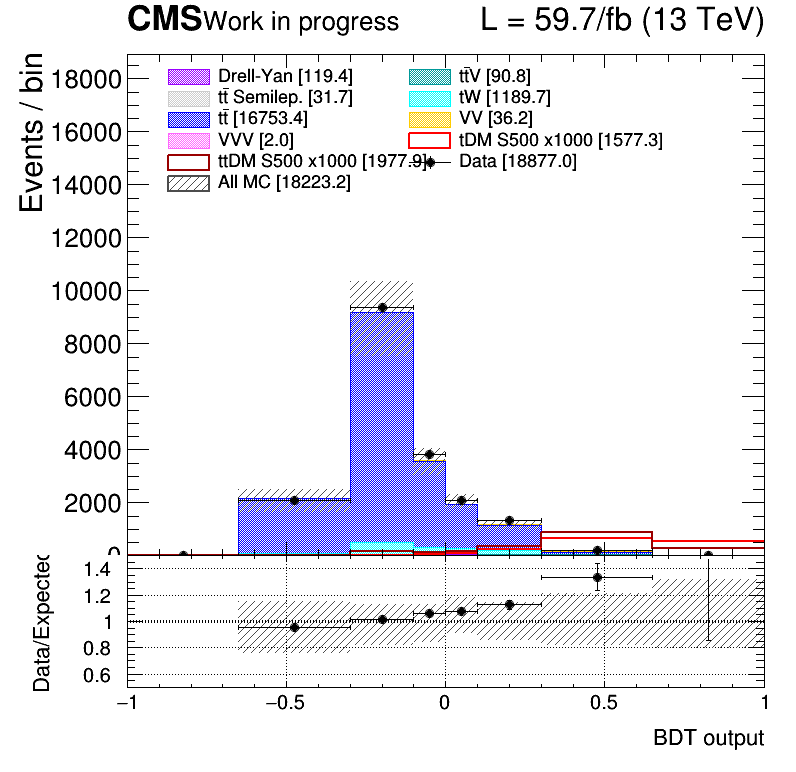 CMS Work in progress L = 59.7/fb (13 TeV)
Events / bin
18000
16000
14000
12000
10000
8000
6000
4000
2000
0
Drell-Yan [119.4] tt̄V [90.8]
tt̄ Semilep. [31.7] tW [1189.7]
tt̄ [16753.4] VV [36.2]
VVV [2.0] tDM S500 x1000 [1577.3]
ttDM S500 x1000 [1977.9] Data [18877.0]
All MC [18223.2]
Data/Expected
1.4
1.2
1
0.8
0.6
−1 −0.5 0 0.5 1
BDT output